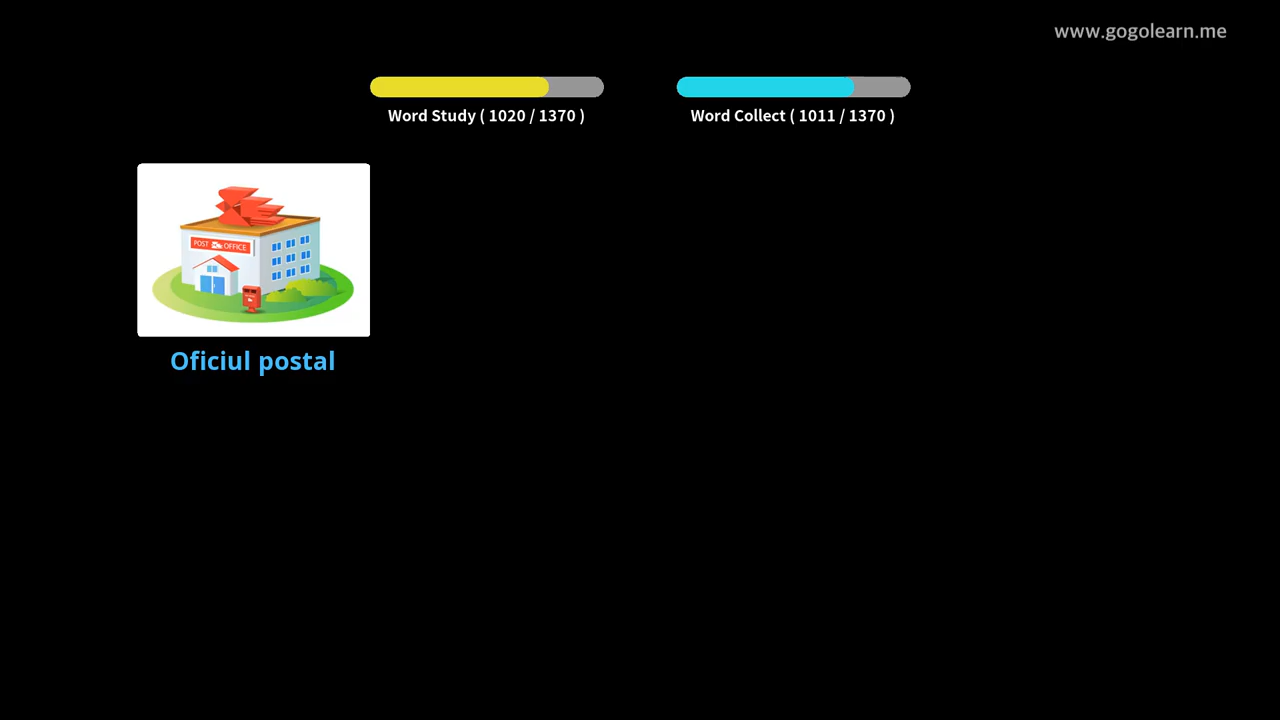 www.gogolearn.me
Word Study ( 1020 / 1370 )
Word Collect ( 1011 / 1370 )
POST OFFICE
Oficiul postal